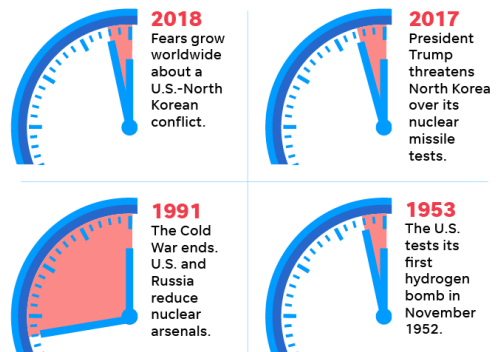 2018
Fears grow
worldwide
about a
U.S.-North
Korean
conflict.
2017
President
Trump
threatens
North Korea
over its
nuclear
missile
tests.
1991
The Cold
War ends.
U.S. and
Russia
reduce
nuclear
arsenals.
1953
The U.S.
tests its
first
hydrogen
bomb in
November
1952.